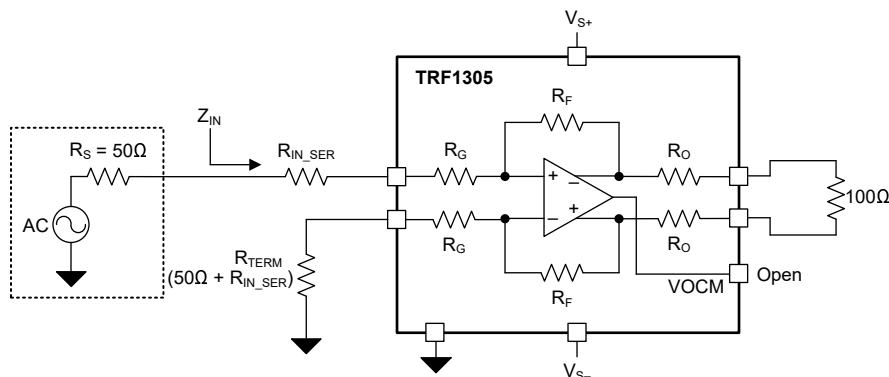 V_S+
TRF1305
R_F
Z_IN
R_S = 50Ω
R_IN_SER
R_G
R_O
+
−
AC
100Ω
−
+
R_G
R_O
R_TERM
(50Ω + R_IN_SER)
R_F
VOCM
Open
V_S−